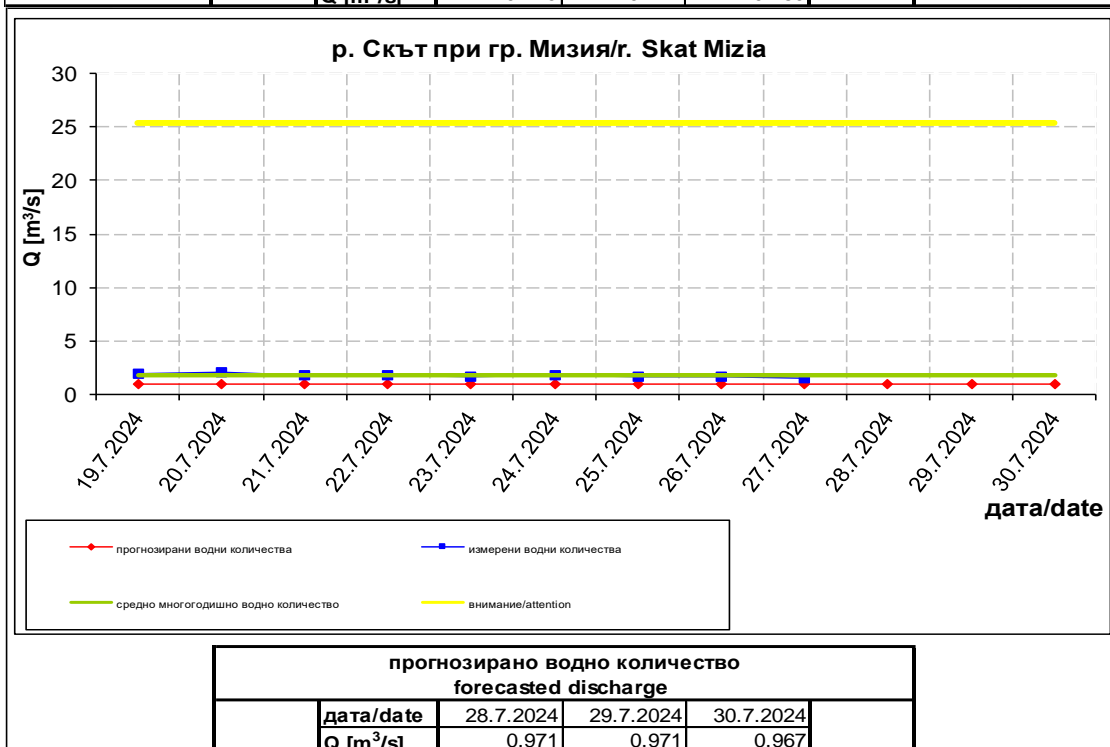 р. Скът при гр. Мизия/r. Skat Mizia
30
25
20
15
10
5
0
Q [m³/s]
19.7.2024
20.7.2024
21.7.2024
22.7.2024
23.7.2024
24.7.2024
25.7.2024
26.7.2024
27.7.2024
28.7.2024
29.7.2024
30.7.2024
дата/date
прогнозирани водни количества
измерени водни количества
средно многогодишно водно количество
внимание/attention
прогнозирано водно количество
forecasted discharge
дата/date 28.7.2024 29.7.2024 30.7.2024
Q [m³/s] 0.971 0.971 0.967